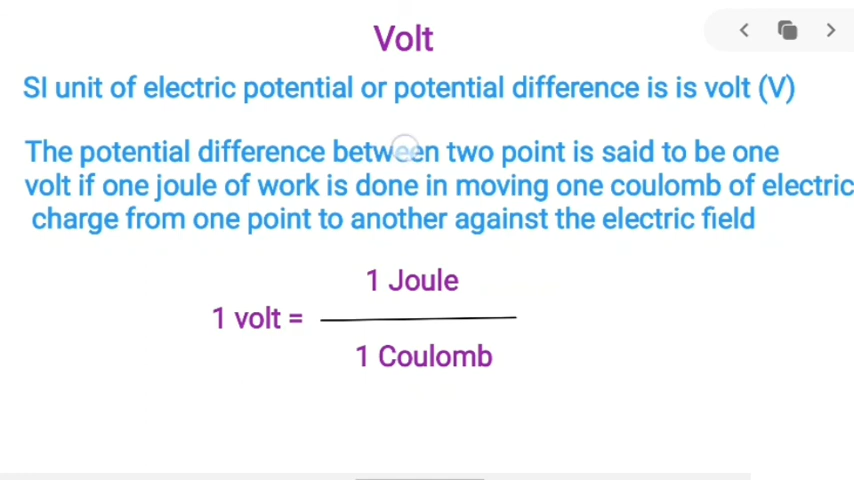 Volt
SI unit of electric potential or potential difference is is volt (V)
The potential difference between two point is said to be one
volt if one joule of work is done in moving one coulomb of electric
charge from one point to another against the electric field
1 Joule
1 volt =
1 Coulomb